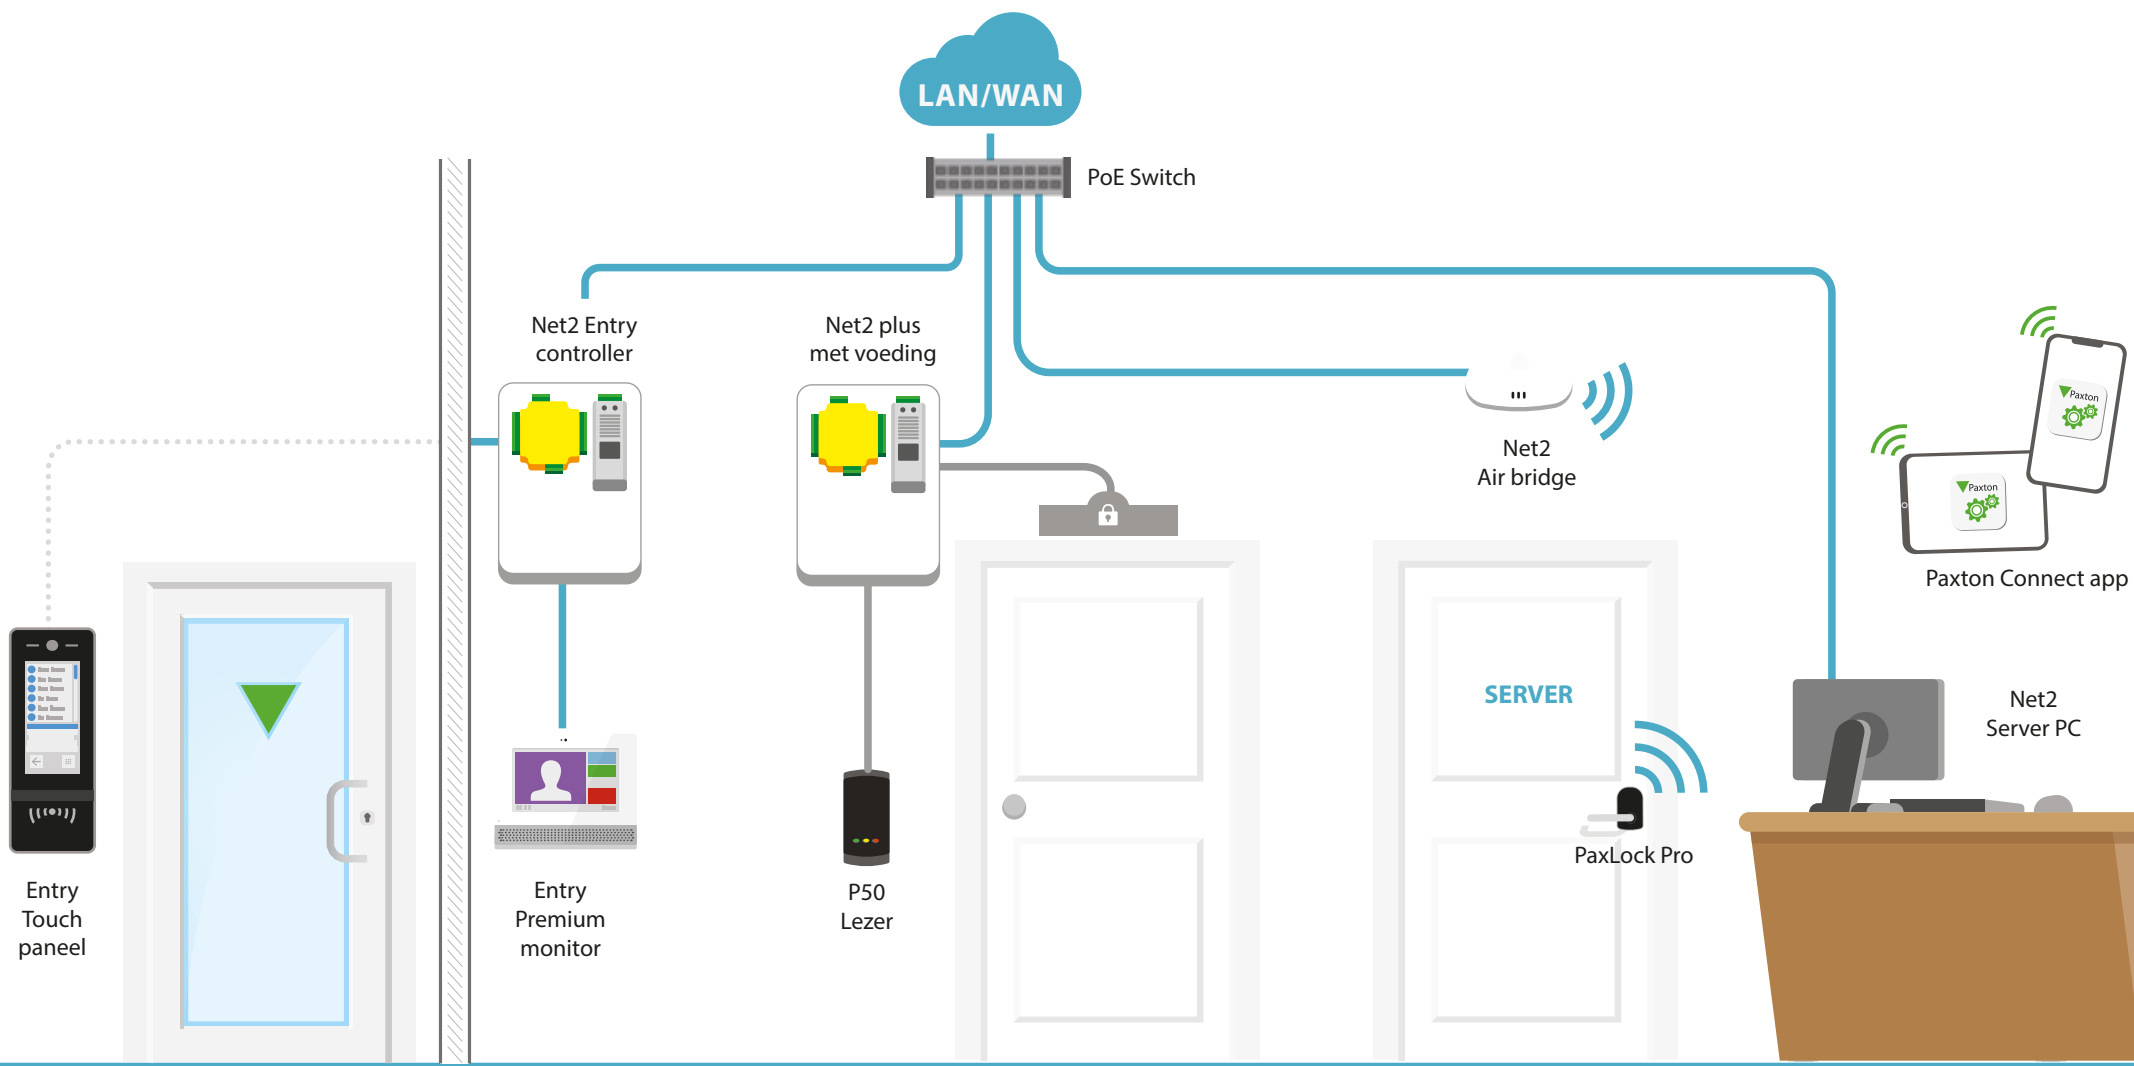 LAN/WAN
PoE Switch
Net2 Entry
controller
Net2 plus
met voeding
Net2
Air bridge
Paxton
Paxton
Paxton Connect app
SERVER
Net2
Server PC
PaxLock Pro
Entry
Touch
paneel
Entry
Premium
monitor
P50
Lezer